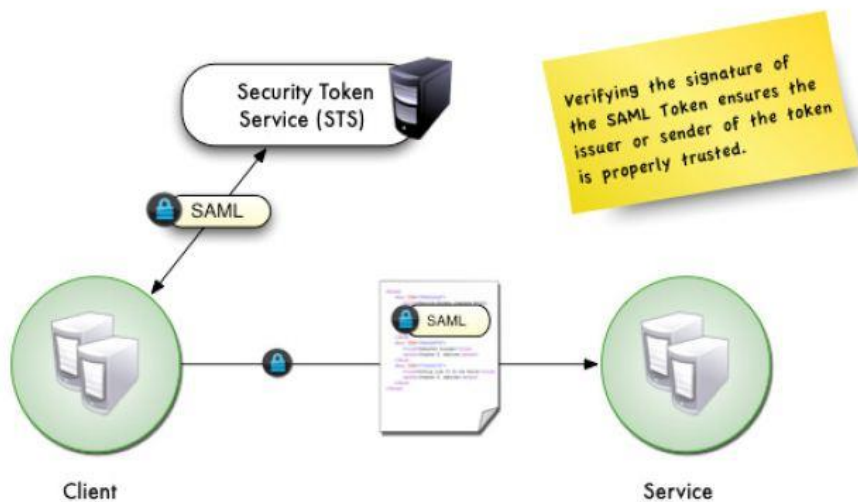 Security Token
Service (STS)
Verifying the signature of
the SAML Token ensures the
issuer or sender of the token
is properly trusted.
SAML
SAML
Client
Service